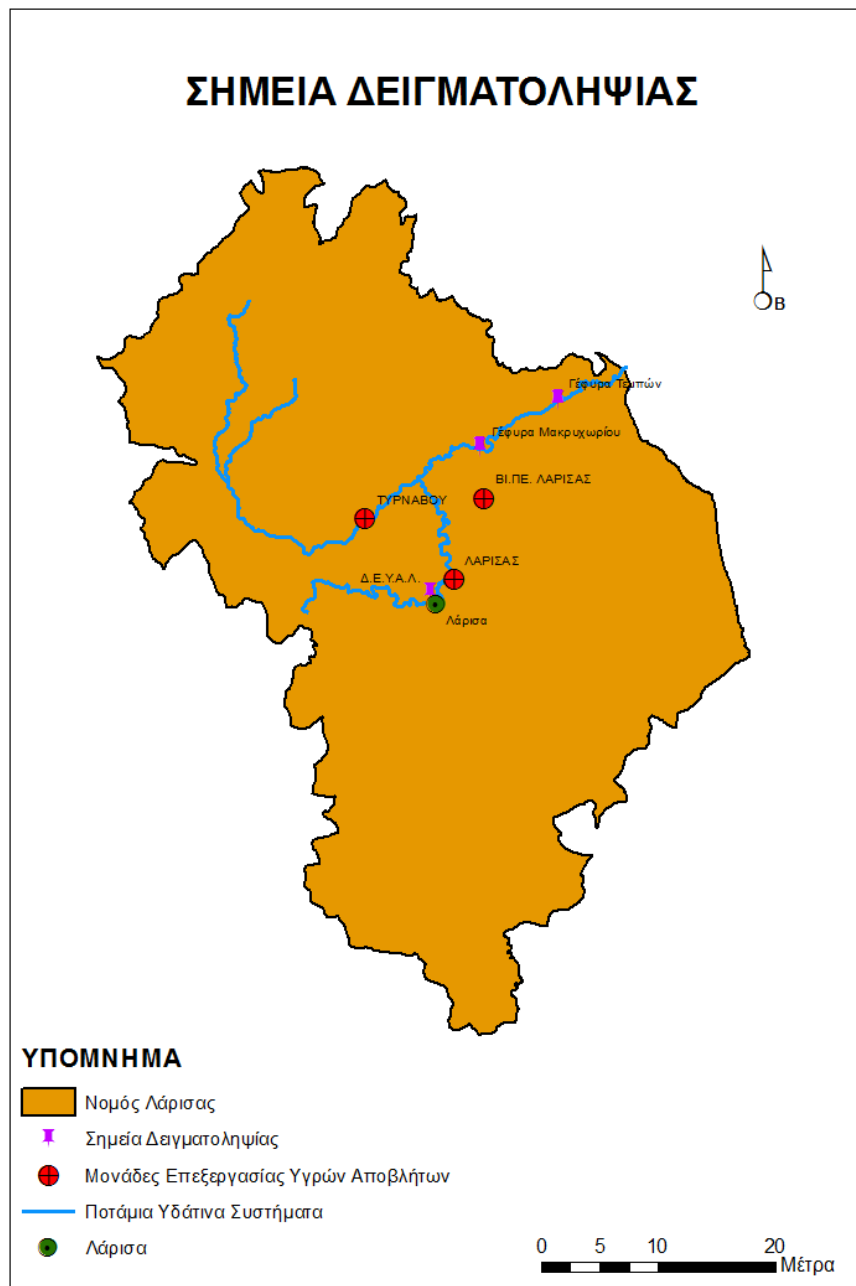 ΣΗΜΕΙΑ ΔΕΙΓΜΑΤΟΛΗΨΙΑΣ
Β
Γέφυρα Τεμπών
Γέφυρα Μακρυχωρίου
ΒΙ.ΠΕ. ΛΑΡΙΣΑΣ
ΤΥΡΝΑΒΟΥ
ΛΑΡΙΣΑΣ
Δ.Ε.Υ.Α.Λ.
Λάρισα
ΥΠΟΜΝΗΜΑ
Νομός Λάρισας
Σημεία Δειγματοληψίας
Μονάδες Επεξεργασίας Υγρών Αποβλήτων
Ποτάμια Υδάτινα Συστήματα
Λάρισα
0 5 10 20
Μέτρα